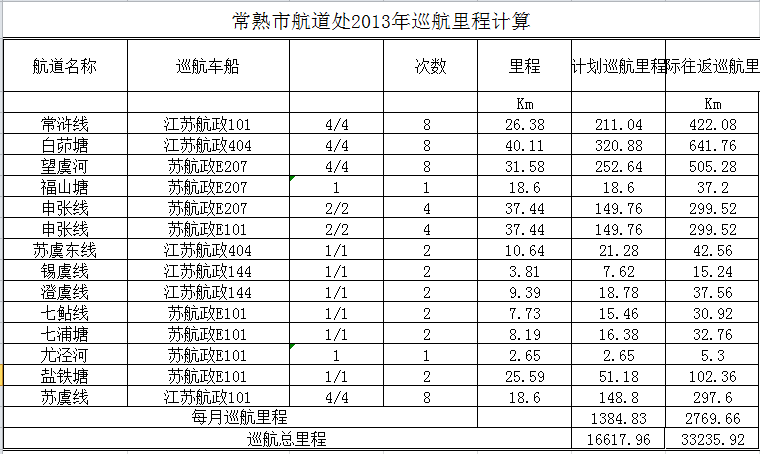 常熟市航道处2013年巡航里程计算
航道名称 巡航车船 次数 里程 计划巡航里程 际往返巡航里
Km Km
常浒线 江苏航政101 4/4 8 26.38 211.04 422.08
白茆塘 江苏航政404 4/4 8 40.11 320.88 641.76
望虞河 苏航政E207 4/4 8 31.58 252.64 505.28
福山塘 苏航政E207 1 1 18.6 18.6 37.2
申张线 苏航政E207 2/2 4 37.44 149.76 299.52
申张线 苏航政E101 2/2 4 37.44 149.76 299.52
苏虞东线 江苏航政404 1/1 2 10.64 21.28 42.56
锡虞线 江苏航政144 1/1 2 3.81 7.62 15.24
澄虞线 江苏航政144 1/1 2 9.39 18.78 37.56
七鲇线 苏航政E101 1/1 2 7.73 15.46 30.92
七浦塘 苏航政E101 1/1 2 8.19 16.38 32.76
尤泾河 苏航政E101 1 1 2.65 2.65 5.3
盐铁塘 苏航政E101 1/1 2 25.59 51.18 102.36
苏虞线 江苏航政101 4/4 8 18.6 148.8 297.6
每月巡航里程 1384.83 2769.66
巡航总里程 16617.96 33235.92